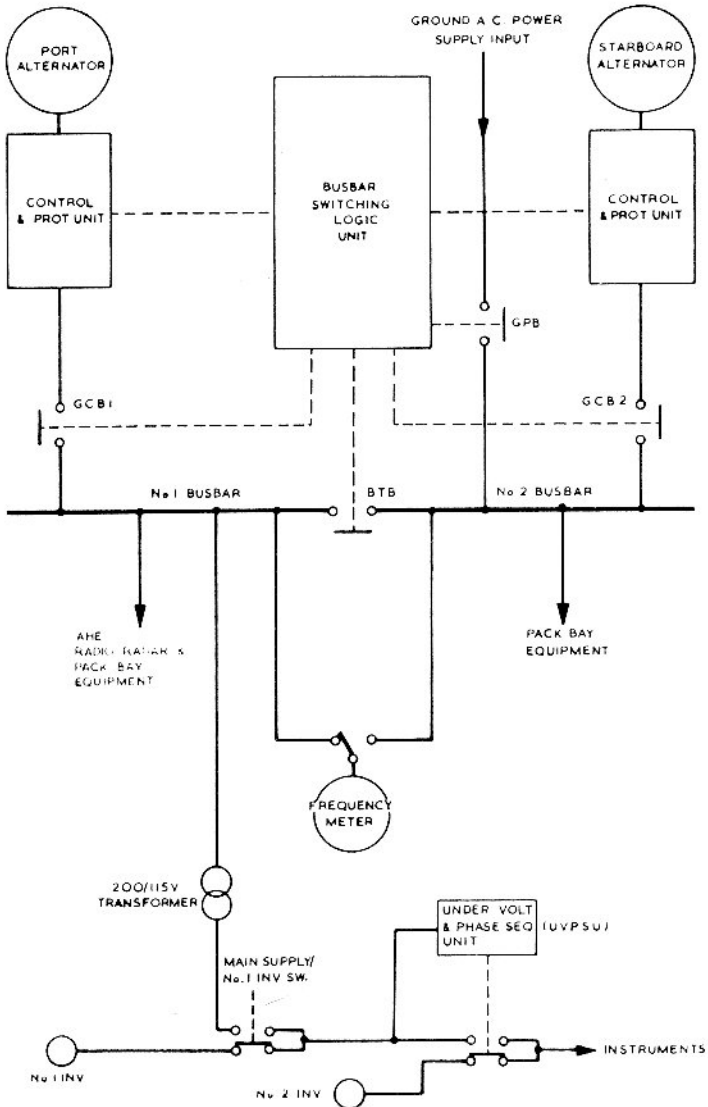 GROUND A.C. POWER
SUPPLY INPUT
PORT
ALTERNATOR
STARBOARD
ALTERNATOR
CONTROL
& PROT UNIT
BUSBAR
SWITCHING
LOGIC
UNIT
CONTROL
& PROT UNIT
GPB
GCB1
GCB 2
No 1 BUSBAR
BTB
No 2 BUSBAR
AHE
RADIO RADAR &
PACK BAY
EQUIPMENT
PACK BAY
EQUIPMENT
FREQUENCY
METER
200/115V
TRANSFORMER
UNDER VOLT
& PHASE SEQ (UVPSU)
UNIT
MAIN SUPPLY/
No. 1 INV SW.
No 1 INV
No. 2 INV
INSTRUMENTS